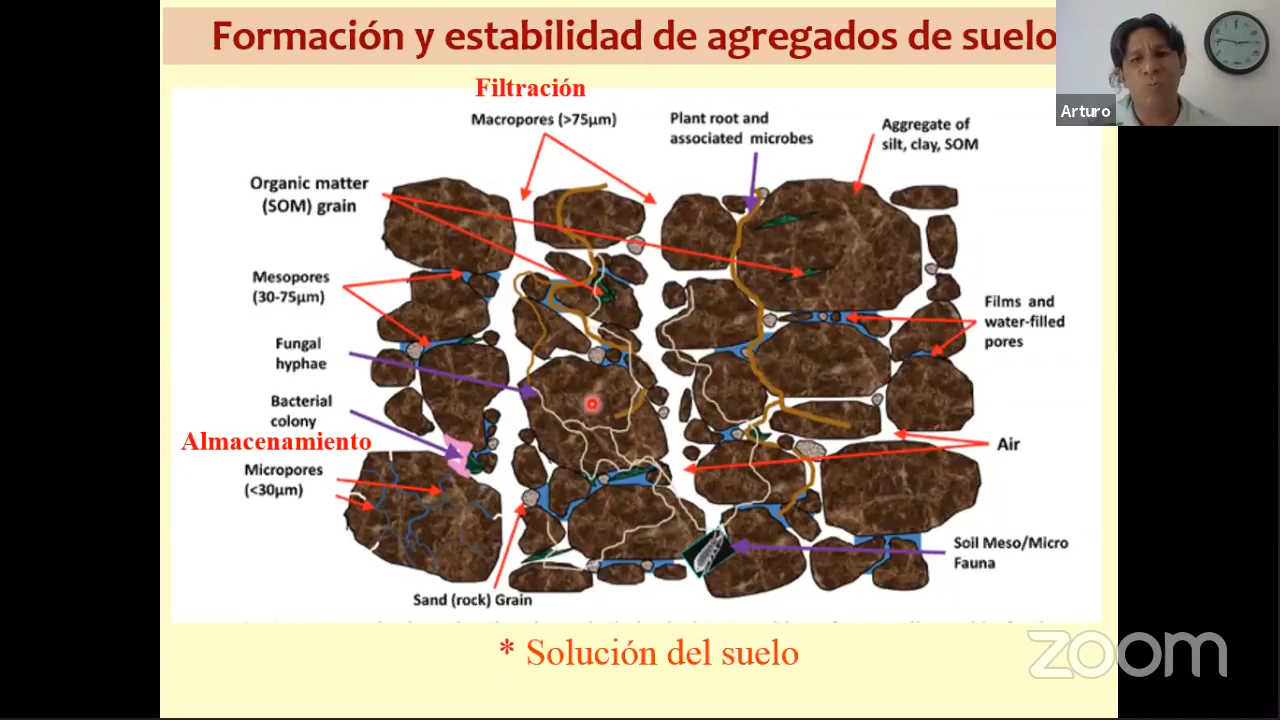 Formación y estabilidad de agregados de suelo
Arturo
Filtración
Macropores (>75µm)
Plant root and
associated microbes
Aggregate of
silt, clay, SOM
Organic matter
(SOM) grain
Mesopores
(30-75µm)
Films and
water-filled
pores
Fungal
hyphae
Bacterial
colony
Almacenamiento
Air
Micropores
(<30µm)
Soil Meso/Micro
Fauna
Sand (rock) Grain
* Solución del suelo
zoom